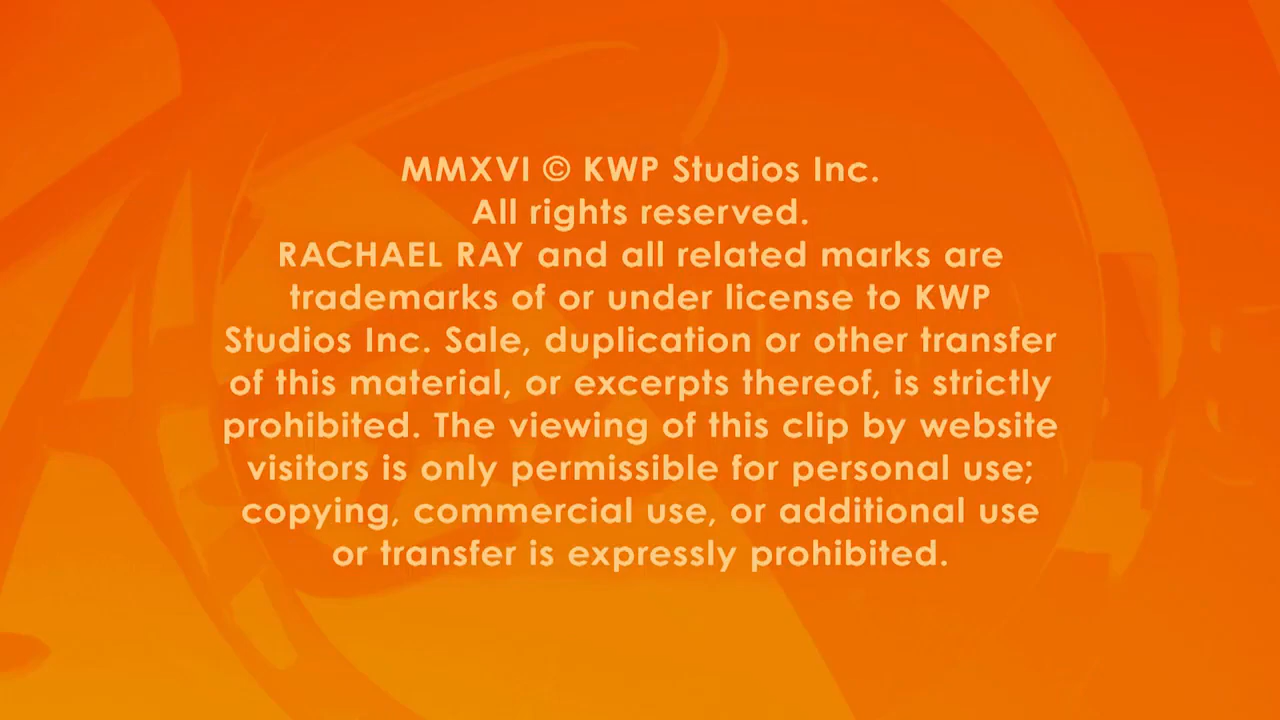 MMXVI © KWP Studios Inc.
All rights reserved.
RACHAEL RAY and all related marks are
trademarks of or under license to KWP
Studios Inc. Sale, duplication or other transfer
of this material, or excerpts thereof, is strictly
prohibited. The viewing of this clip by website
visitors is only permissible for personal use;
copying, commercial use, or additional use
or transfer is expressly prohibited.